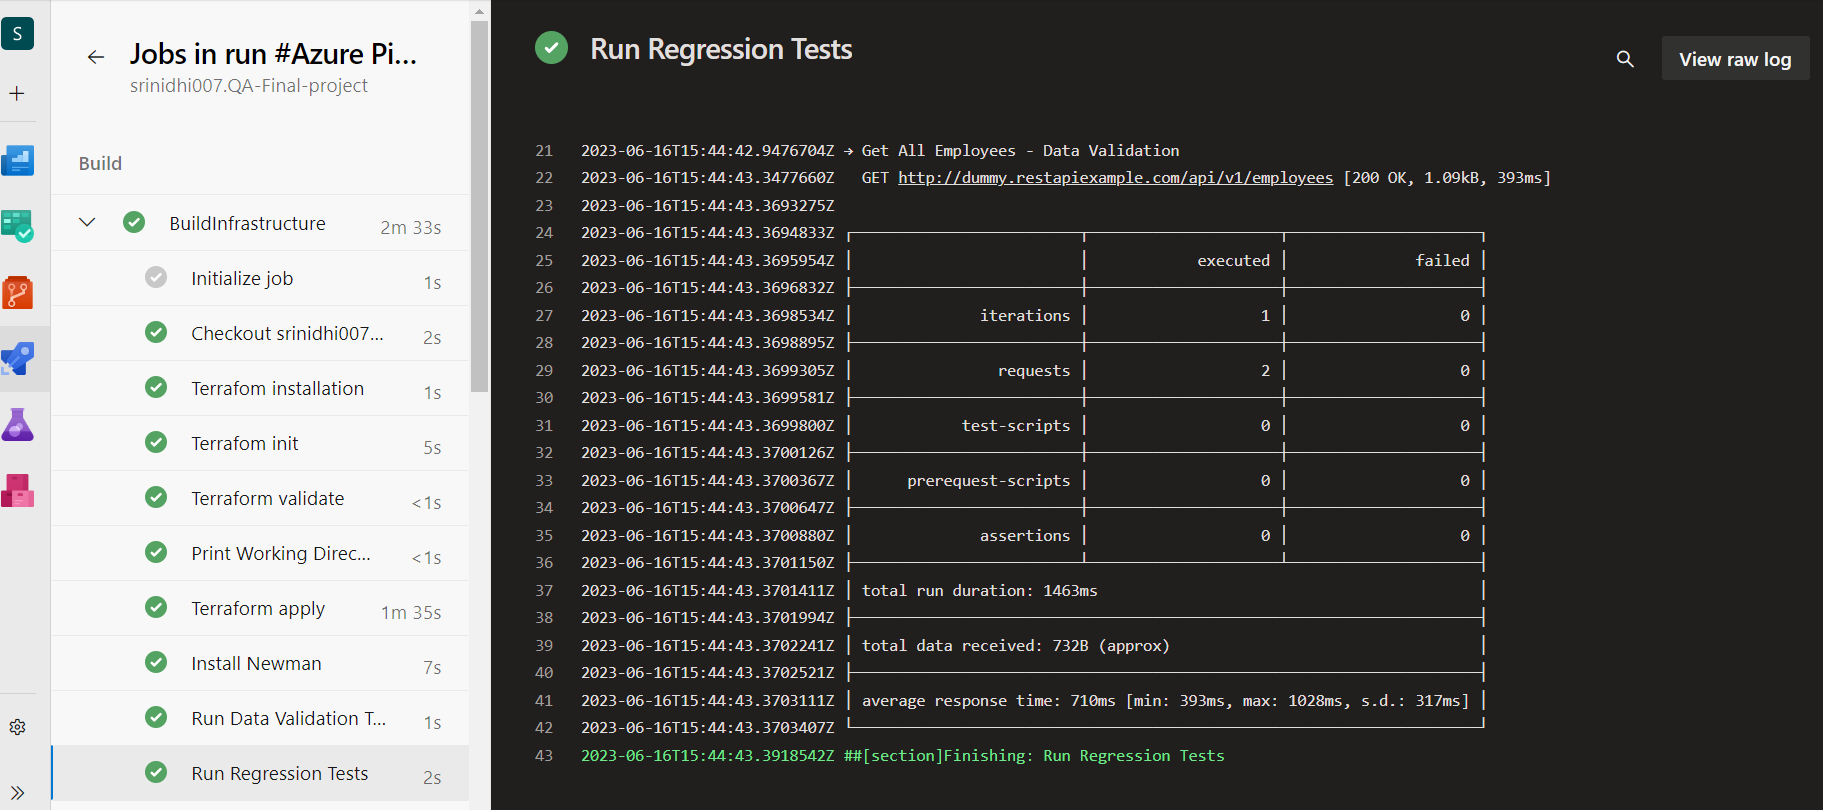 S
Jobs in run #Azure Pi...
srinidhi007.QA-Final-project
Build
BuildInfrastructure 2m 33s
Initialize job 1s
Checkout srinidhi007... 2s
Terrafom installation 1s
Terrafom init 5s
Terraform validate <1s
Print Working Direc... <1s
Terraform apply 1m 35s
Install Newman 7s
Run Data Validation T... 1s
Run Regression Tests 2s
Run Regression Tests
View raw log
21 2023-06-16T15:44:42.9476704Z → Get All Employees - Data Validation
22 2023-06-16T15:44:43.3477660Z GET http://dummy.restapiexample.com/api/v1/employees [200 OK, 1.09kB, 393ms]
23 2023-06-16T15:44:43.3693275Z
24 2023-06-16T15:44:43.3694833Z
25 2023-06-16T15:44:43.3695954Z executed failed
26 2023-06-16T15:44:43.3696832Z
27 2023-06-16T15:44:43.3698534Z iterations 1 0
28 2023-06-16T15:44:43.3698895Z
29 2023-06-16T15:44:43.3699305Z requests 2 0
30 2023-06-16T15:44:43.3699581Z
31 2023-06-16T15:44:43.3699800Z test-scripts 0 0
32 2023-06-16T15:44:43.3700126Z
33 2023-06-16T15:44:43.3700367Z prerequest-scripts 0 0
34 2023-06-16T15:44:43.3700647Z
35 2023-06-16T15:44:43.3700880Z assertions 0 0
36 2023-06-16T15:44:43.3701150Z
37 2023-06-16T15:44:43.3701411Z total run duration: 1463ms
38 2023-06-16T15:44:43.3701994Z
39 2023-06-16T15:44:43.3702241Z total data received: 732B (approx)
40 2023-06-16T15:44:43.3702521Z
41 2023-06-16T15:44:43.3703111Z average response time: 710ms [min: 393ms, max: 1028ms, s.d.: 317ms]
42 2023-06-16T15:44:43.3703407Z
43 2023-06-16T15:44:43.3918542Z ##[section]Finishing: Run Regression Tests